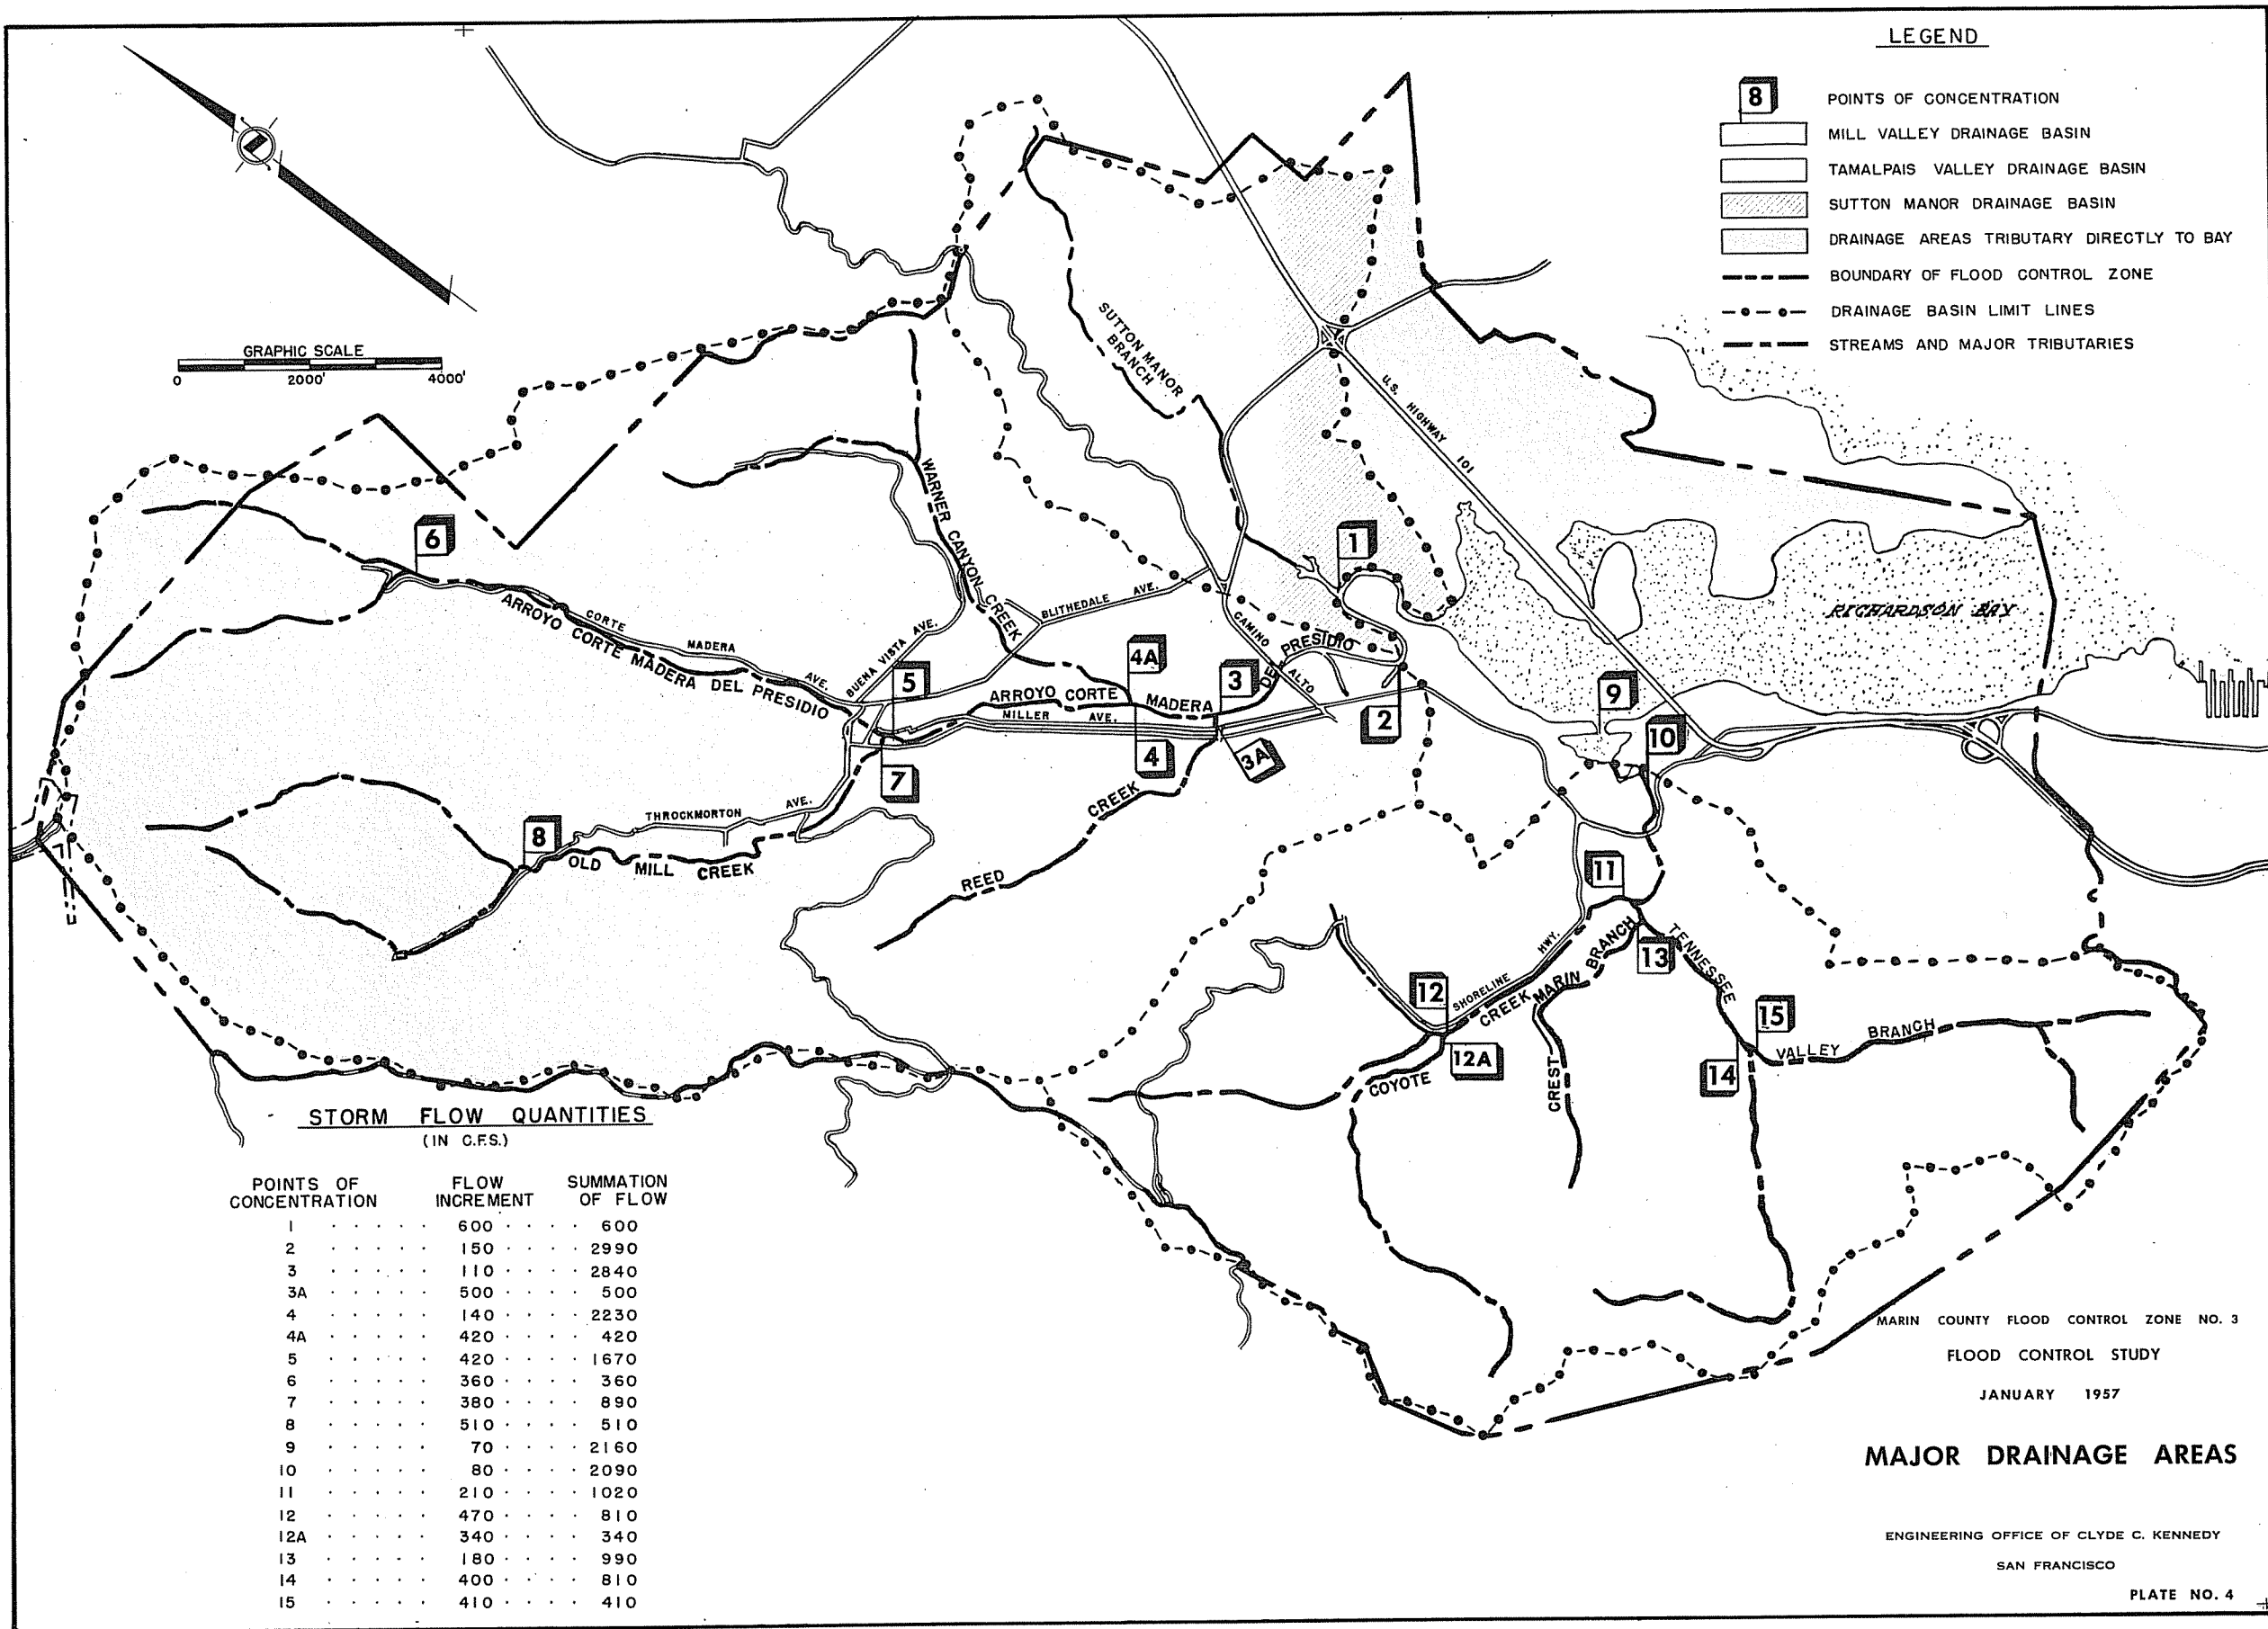 LEGEND
8 POINTS OF CONCENTRATION
MILL VALLEY DRAINAGE BASIN
TAMALPAIS VALLEY DRAINAGE BASIN
SUTTON MANOR DRAINAGE BASIN
DRAINAGE AREAS TRIBUTARY DIRECTLY TO BAY
BOUNDARY OF FLOOD CONTROL ZONE
DRAINAGE BASIN LIMIT LINES
STREAMS AND MAJOR TRIBUTARIES
GRAPHIC SCALE
0 2000' 4000'
SUTTON MANOR
BRANCH
U.S. HIGHWAY 101
WARNER CANYON CREEK
6
1
ARROYO CORTE MADERA DEL PRESIDIO
CORTE MADERA AVE.
BUENA VISTA AVE.
BLITHEDALE AVE.
CAMINO ALTO
RICHARDSON BAY
5
4A
3
ARROYO CORTE MADERA DEL PRESIDIO
MILLER AVE.
2
9
10
7
4
3A
8
THROCKMORTON AVE.
OLD MILL CREEK
REED CREEK
11
13
12
SHORELINE HWY.
12A
COYOTE CREEK
CREST MARIN BRANCH
TENNESSEE VALLEY BRANCH
15
14
STORM FLOW QUANTITIES
(IN C.F.S.)
POINTS OF FLOW SUMMATION
CONCENTRATION INCREMENT OF FLOW
1 . . . . . 600 . . . . 600
2 . . . . . 150 . . . . 2990
3 . . . . . 110 . . . . 2840
3A . . . . . 500 . . . . 500
4 . . . . . 140 . . . . 2230
4A . . . . . 420 . . . . 420
5 . . . . . 420 . . . . 1670
6 . . . . . 360 . . . . 360
7 . . . . . 380 . . . . 890
8 . . . . . 510 . . . . 510
9 . . . . . 70 . . . . 2160
10 . . . . . 80 . . . . 2090
11 . . . . . 210 . . . . 1020
12 . . . . . 470 . . . . 810
12A . . . . . 340 . . . . 340
13 . . . . . 180 . . . . 990
14 . . . . . 400 . . . . 810
15 . . . . . 410 . . . . 410
MARIN COUNTY FLOOD CONTROL ZONE NO. 3
FLOOD CONTROL STUDY
JANUARY 1957
MAJOR DRAINAGE AREAS
ENGINEERING OFFICE OF CLYDE C. KENNEDY
SAN FRANCISCO
PLATE NO. 4